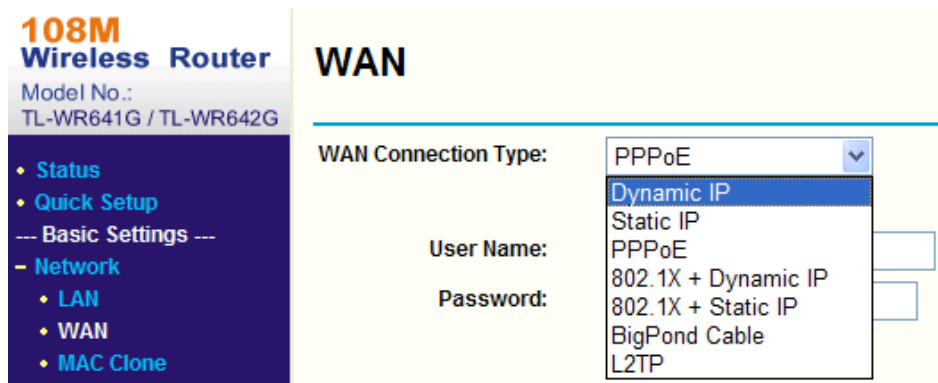 108M
Wireless Router
Model No.:
TL-WR641G / TL-WR642G
• Status
• Quick Setup
--- Basic Settings ---
– Network
• LAN
• WAN
• MAC Clone
WAN
WAN Connection Type:
PPPoE
Dynamic IP
Static IP
PPPoE
802.1X + Dynamic IP
802.1X + Static IP
BigPond Cable
L2TP
User Name:
Password: